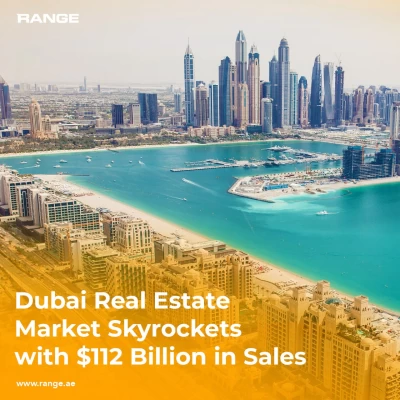 RANGE
Dubai Real Estate
Market Skyrockets
with $112 Billion in Sales
www.range.ae